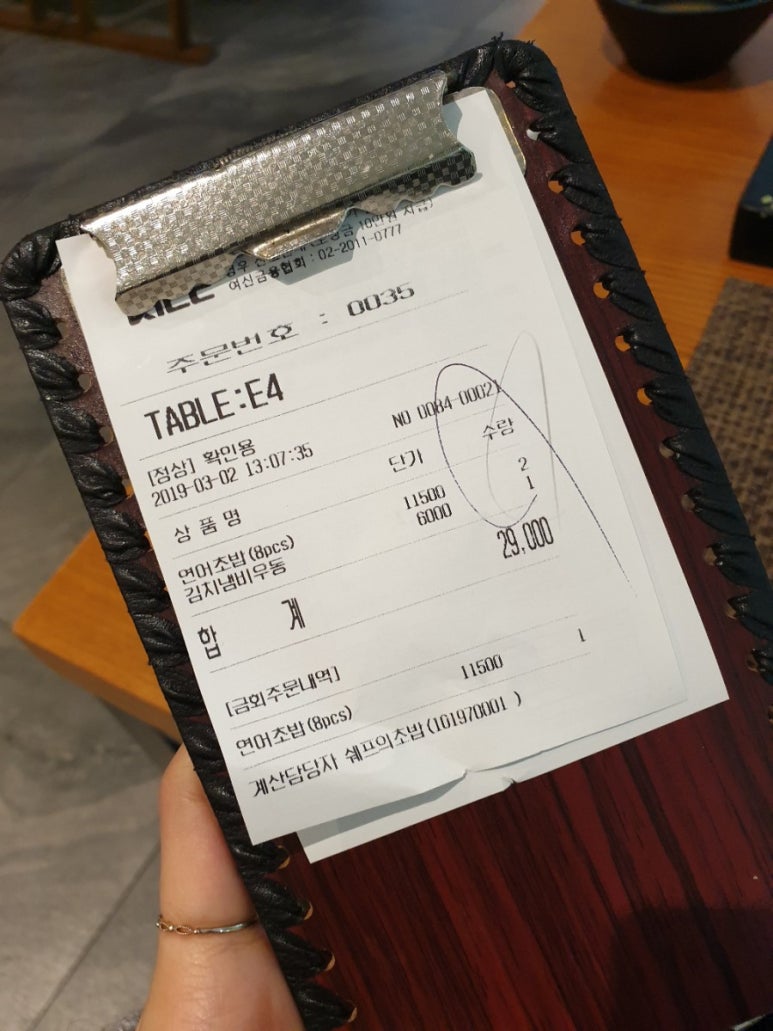 여신금융협회 : 02-2011-0777
주문번호 : 0035
TABLE:E4
[정상] 확인용
2019-03-02 13:07:35 NO 0084-00021
상 품 명 단가 수량
연어초밥(8pcs) 11500 2
김치냄비우동 6000 1
합 계 29,000
[금회주문내역]
연어초밥(8pcs) 11500 1
계산담당자 쉐프의초밥(101970001 )